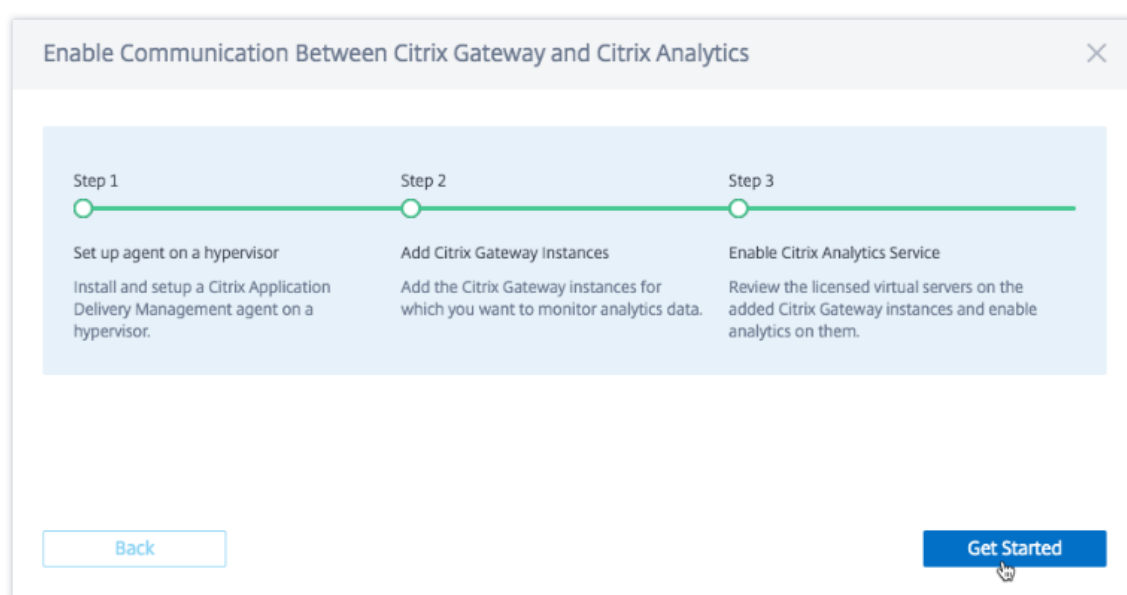 Enable Communication Between Citrix Gateway and Citrix Analytics
Step 1
Set up agent on a hypervisor
Install and setup a Citrix Application
Delivery Management agent on a
hypervisor.
Step 2
Add Citrix Gateway Instances
Add the Citrix Gateway instances for
which you want to monitor analytics data.
Step 3
Enable Citrix Analytics Service
Review the licensed virtual servers on the
added Citrix Gateway instances and enable
analytics on them.
Back
Get Started